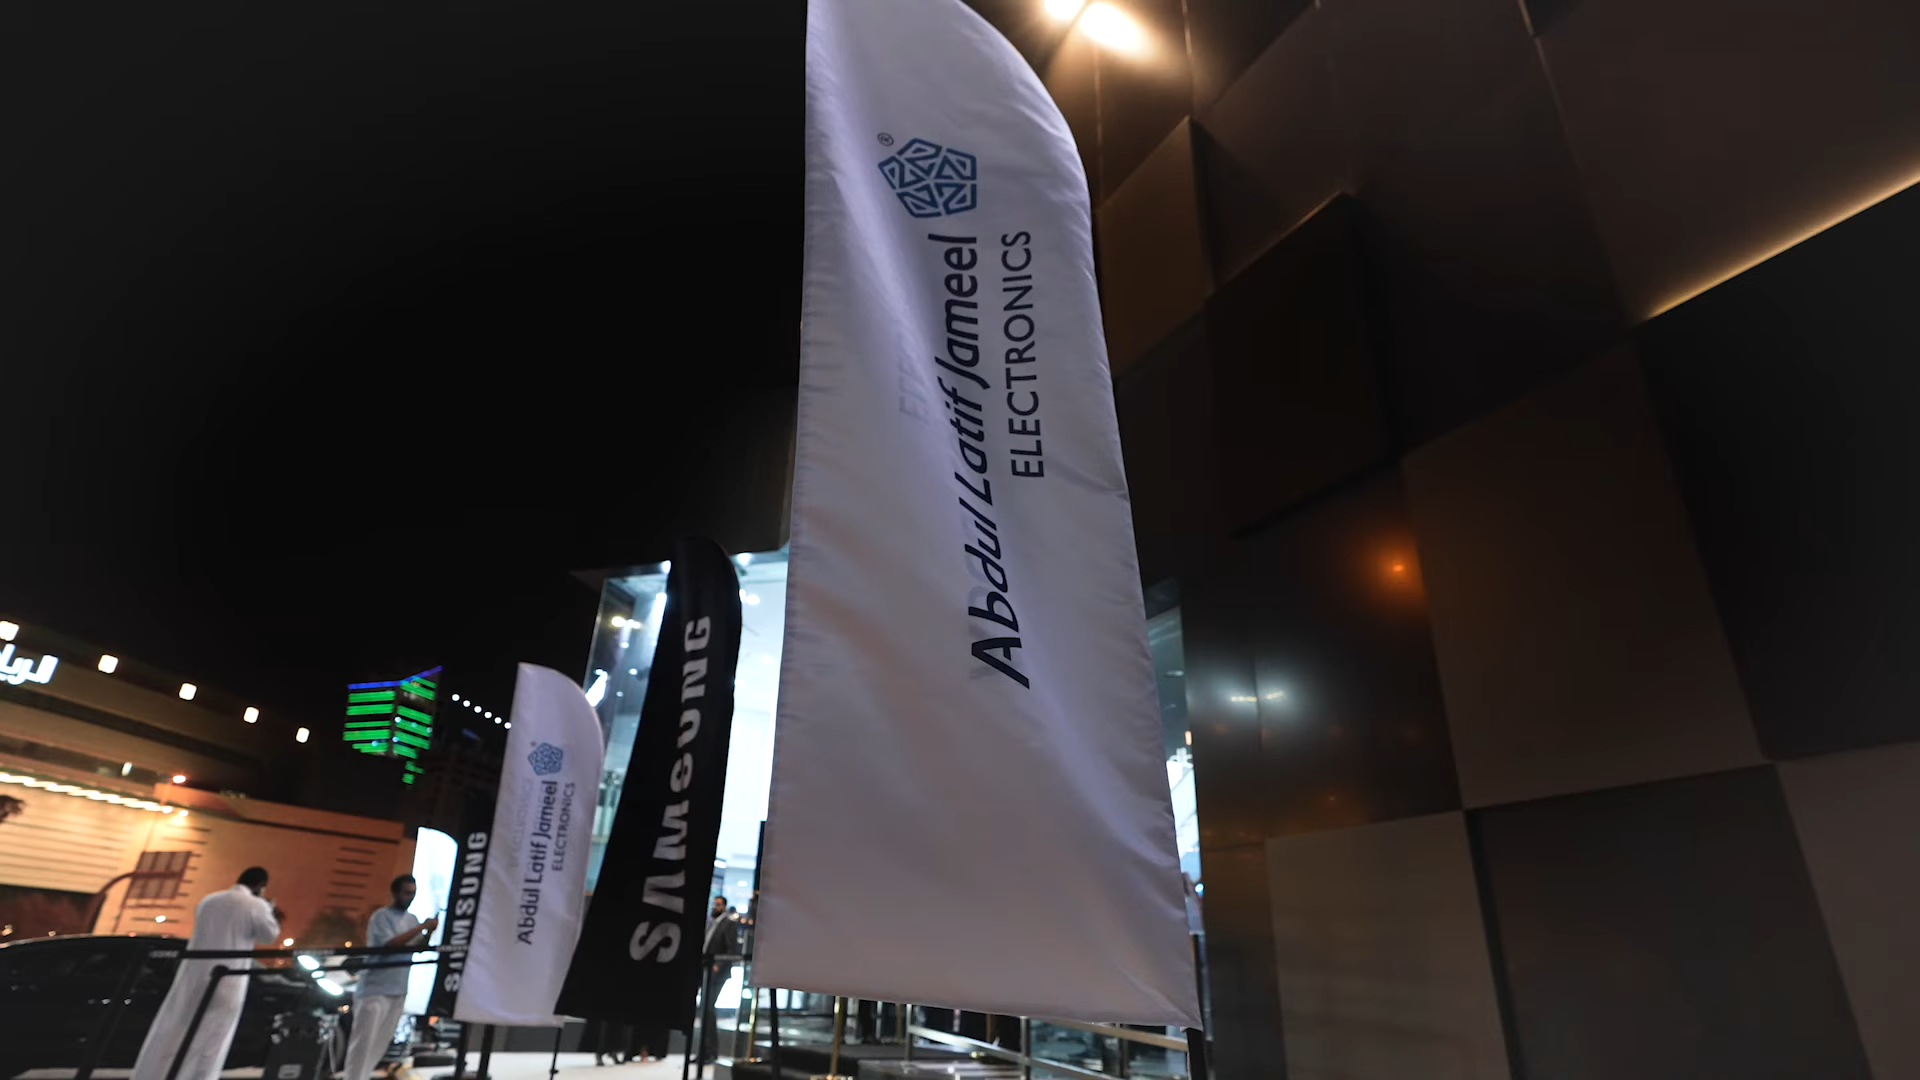 ®
Abdul Latif Jameel
ELECTRONICS
SAMSUNG
Abdul Latif Jameel
ELECTRONICS
SAMSUNG